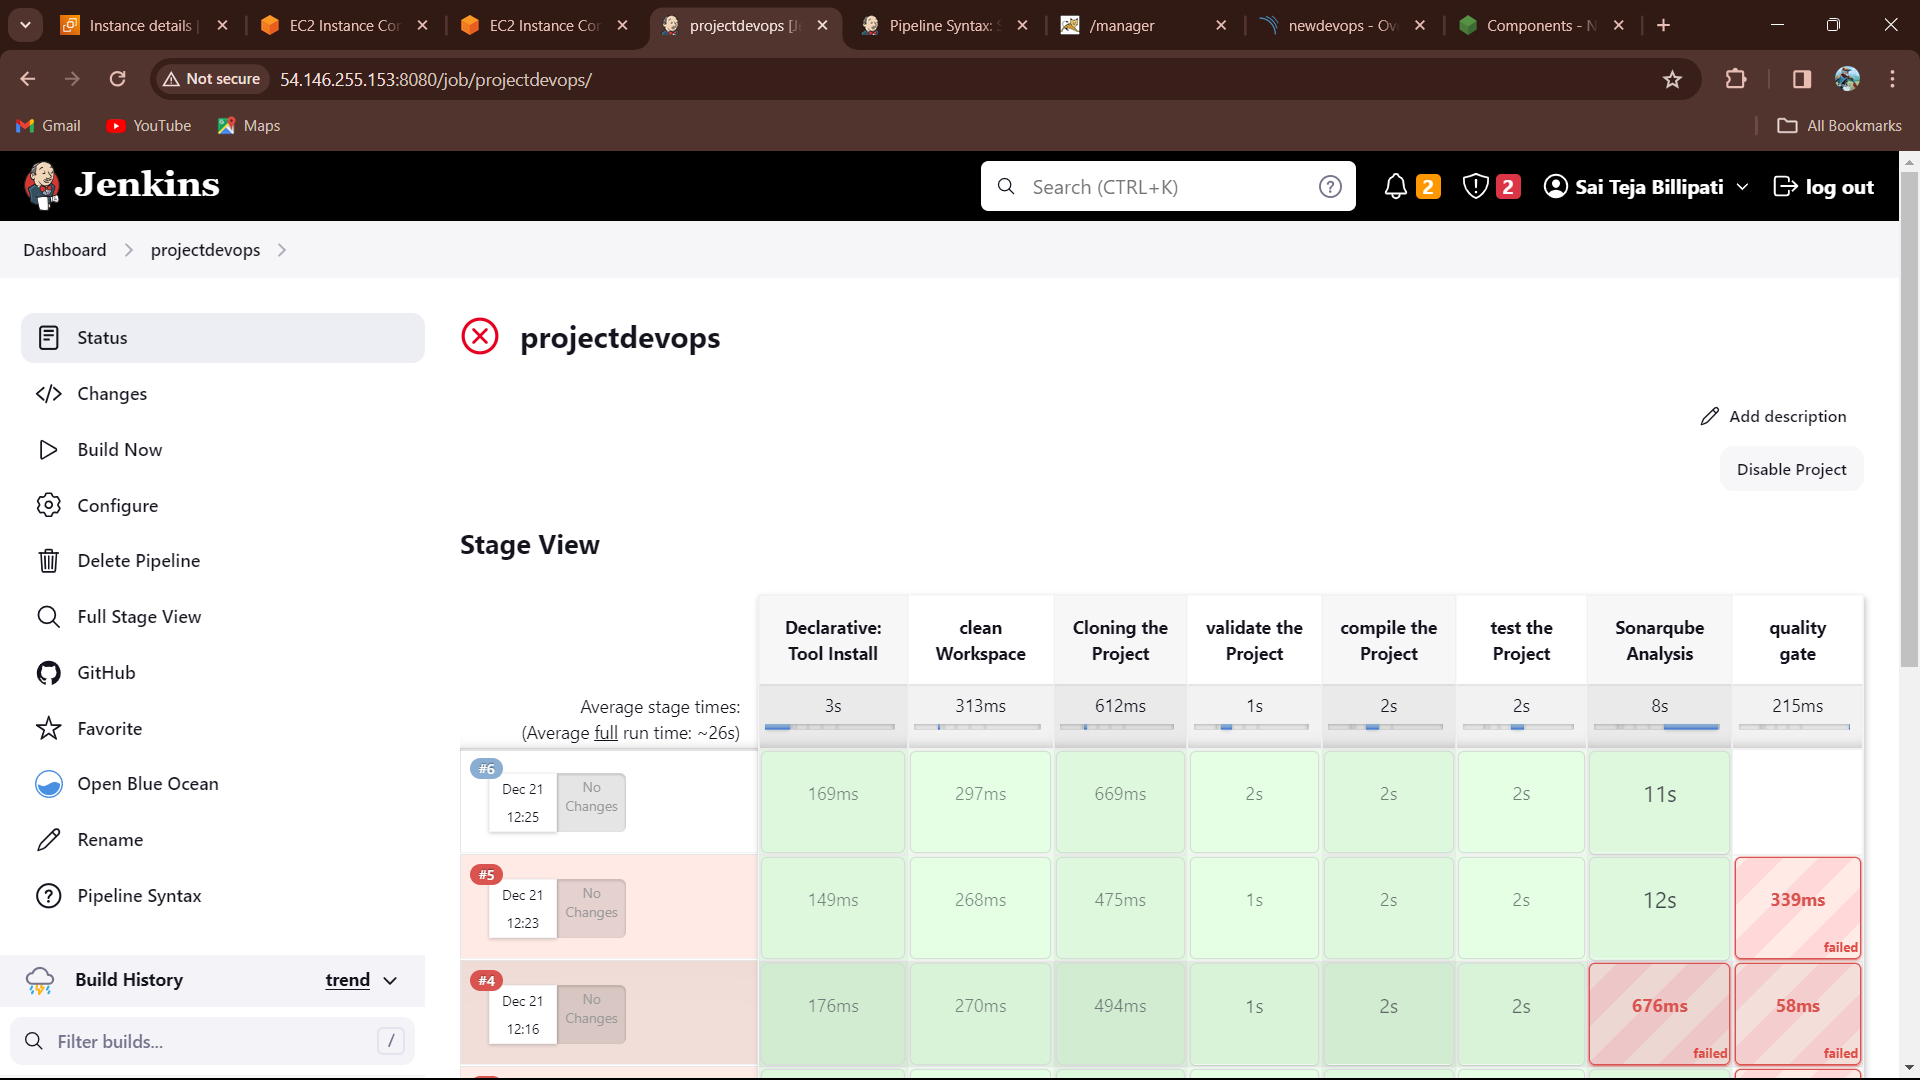 Instance details
EC2 Instance Cor
EC2 Instance Cor
projectdevops [Je
Pipeline Syntax: S
/manager
newdevops - Ove
Components - N
Not secure
54.146.255.153:8080/job/projectdevops/
Gmail
YouTube
Maps
All Bookmarks
Jenkins
Search (CTRL+K)
2
2
Sai Teja Billipati
log out
Dashboard
projectdevops
Status
Changes
Build Now
Configure
Delete Pipeline
Full Stage View
GitHub
Favorite
Open Blue Ocean
Rename
Pipeline Syntax
Build History
trend
Filter builds...
/
projectdevops
Add description
Disable Project
Stage View
Declarative:
Tool Install
clean
Workspace
Cloning the
Project
validate the
Project
compile the
Project
test the
Project
Sonarqube
Analysis
quality
gate
Average stage times:
(Average full run time: ~26s)
3s
313ms
612ms
1s
2s
2s
8s
215ms
#6
Dec 21
12:25
No
Changes
169ms
297ms
669ms
2s
2s
2s
11s
#5
Dec 21
12:23
No
Changes
149ms
268ms
475ms
1s
2s
2s
12s
339ms
failed
#4
Dec 21
12:16
No
Changes
176ms
270ms
494ms
1s
2s
2s
676ms
failed
58ms
failed